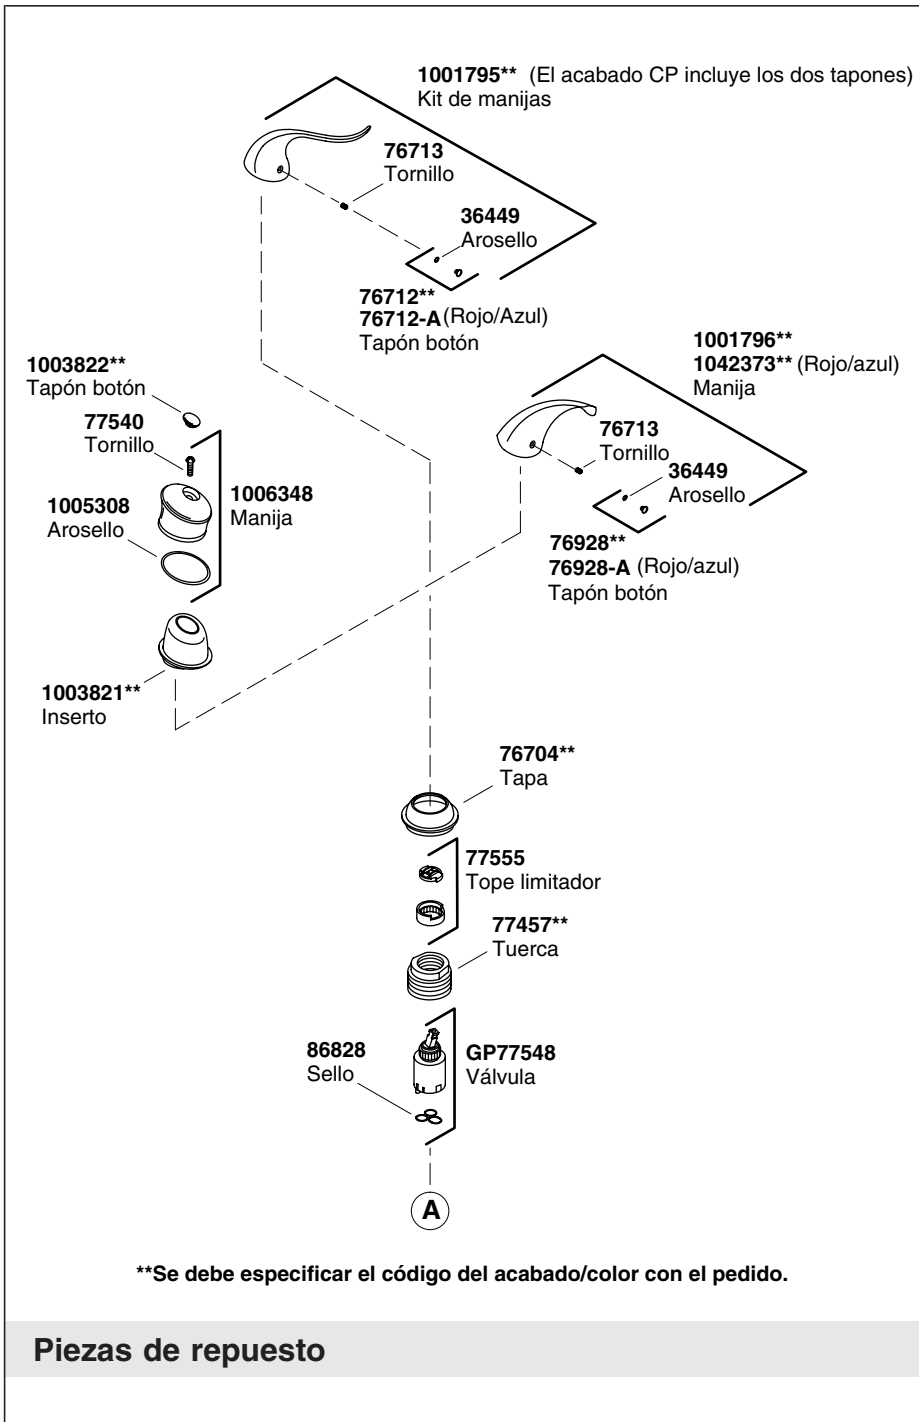 1001795** (El acabado CP incluye los dos tapones)
Kit de manijas
76713
Tornillo
36449
Arosello
76712**
76712-A (Rojo/Azul)
Tapón botón
1001796**
1042373** (Rojo/azul)
Manija
1003822**
Tapón botón
77540
Tornillo
76713
Tornillo
36449
Arosello
1005308
Arosello
1006348
Manija
76928**
76928-A (Rojo/azul)
Tapón botón
1003821**
Inserto
76704**
Tapa
77555
Tope limitador
77457**
Tuerca
86828
Sello
GP77548
Válvula
A
**Se debe especificar el código del acabado/color con el pedido.
Piezas de repuesto